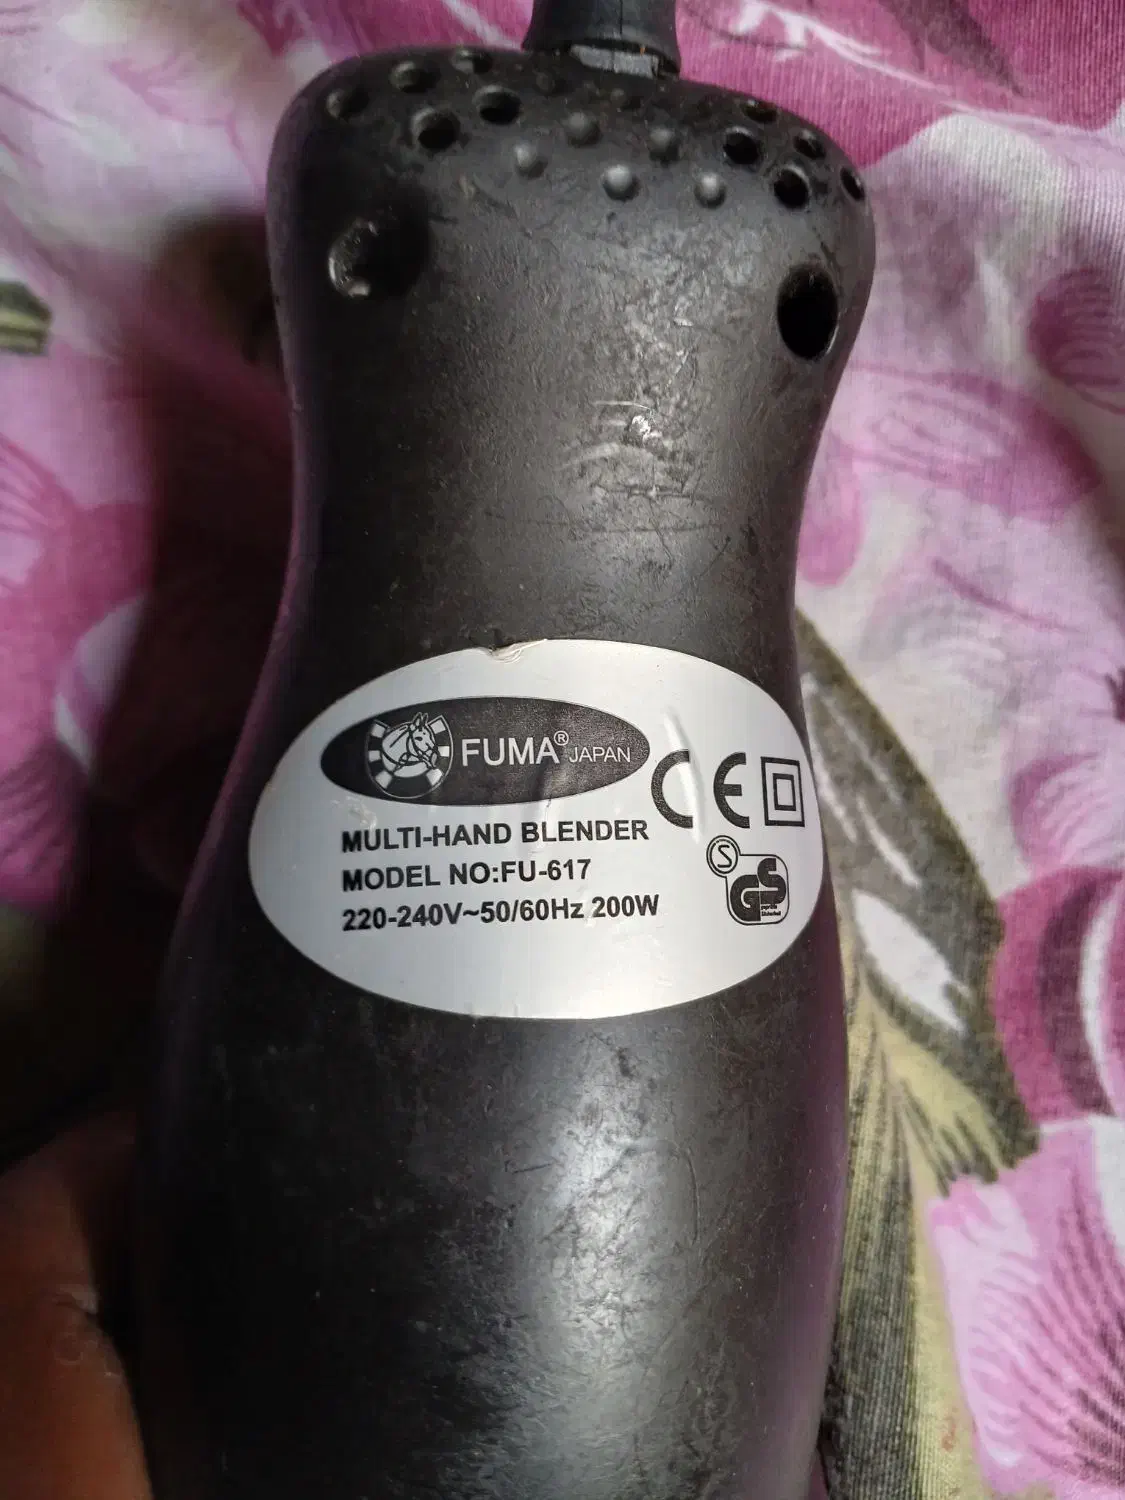 FUMA® JAPAN
CE
MULTI-HAND BLENDER
MODEL NO:FU-617
S
GS
220-240V~50/60Hz 200W